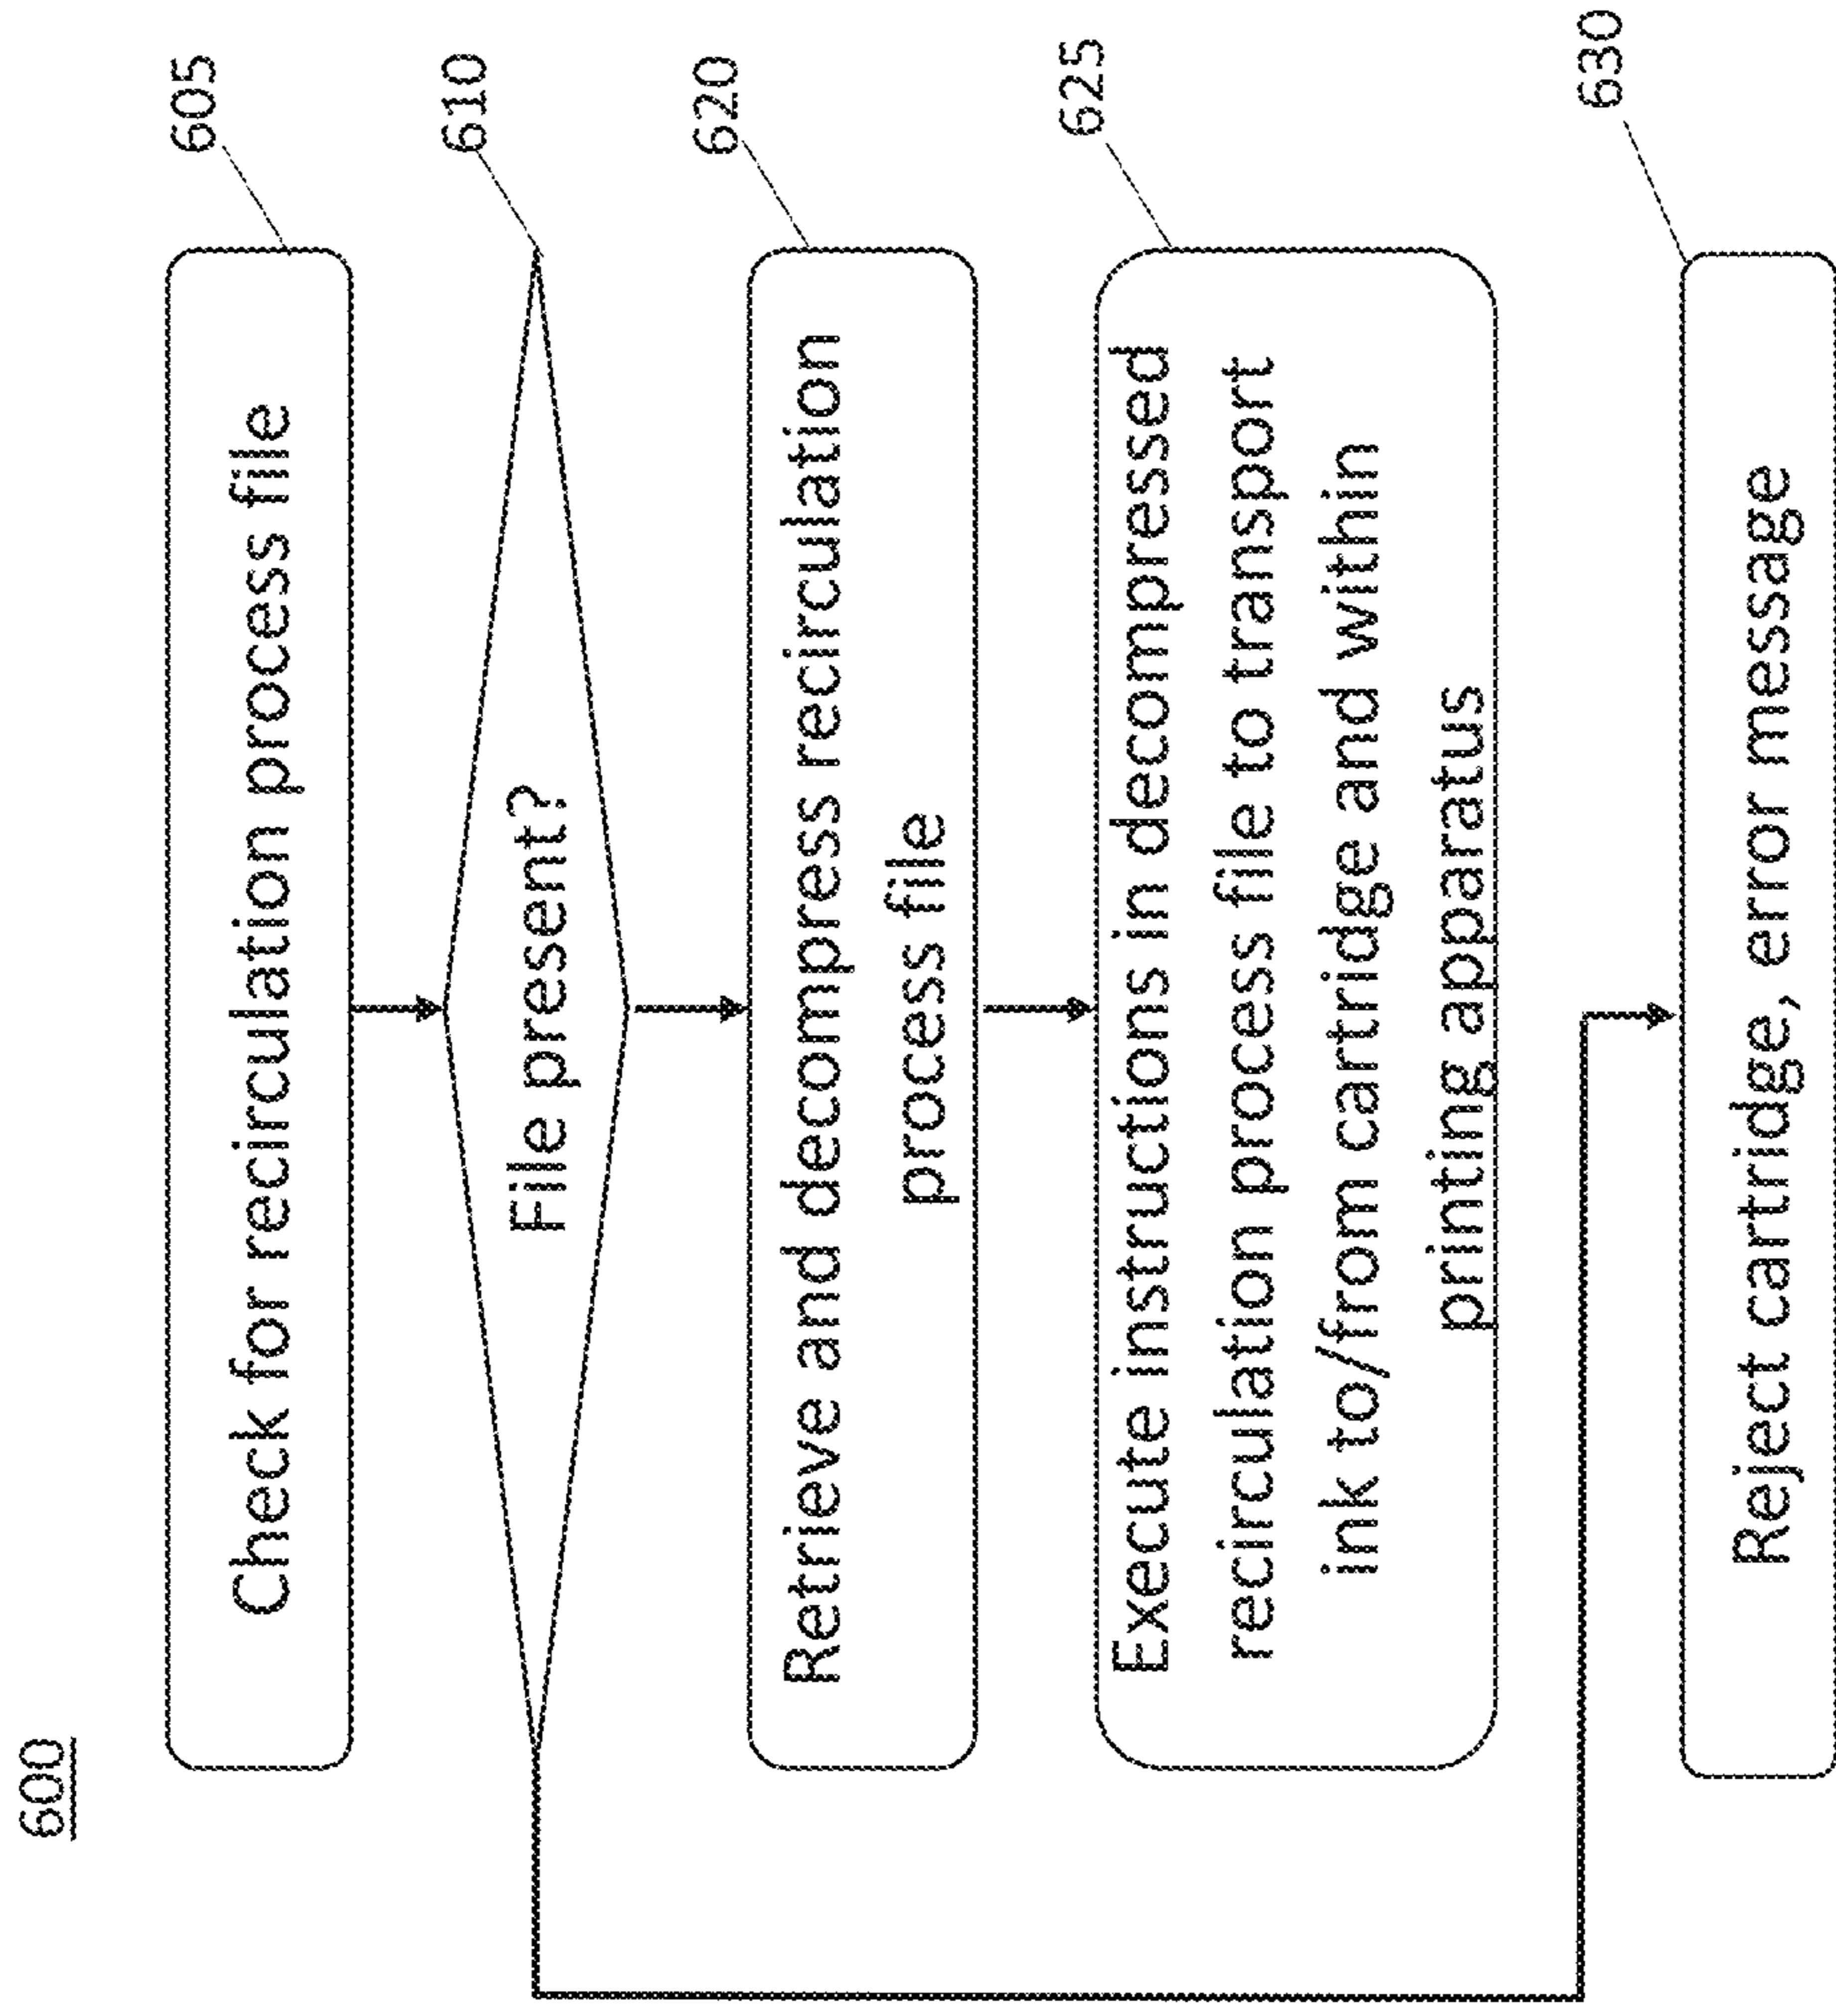 600
Check for recirculation process file
605
File present?
610
Retrieve and decompress recirculation
process file
620
Execute instructions in decompressed
recirculation process file to transport
ink to/from cartridge and within
printing apparatus
625
Reject cartridge, error message
630